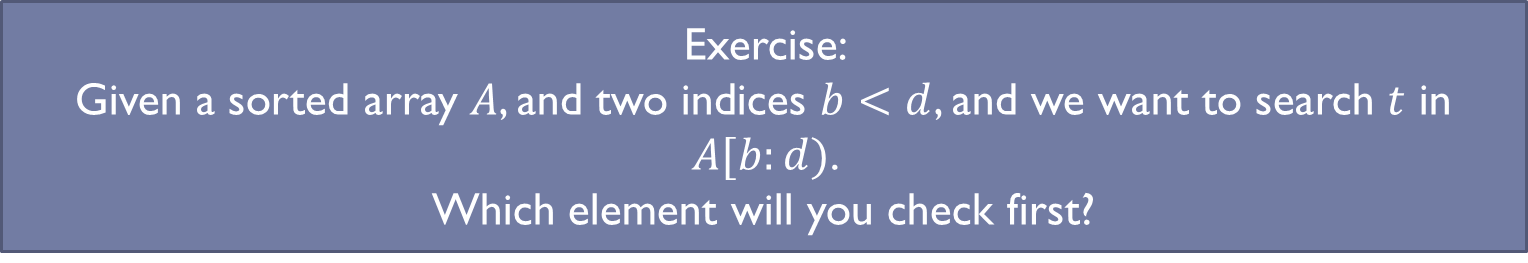 Exercise:
Given a sorted array 𝐴, and two indices 𝑏 < 𝑑, and we want to search 𝑡 in
𝐴[𝑏: 𝑑).
Which element will you check first?